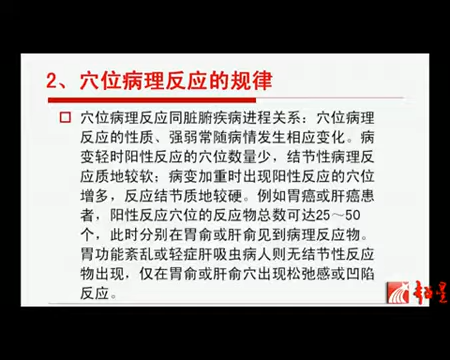 2、穴位病理反应的规律
穴位病理反应同脏腑疾病进程关系：穴位病理
反应的性质、强弱常随病情发生相应变化。病
变轻时阳性反应的穴位数量少，结节性病理反
应质地较软；病变加重时出现阳性反应的穴位
增多，反应结节质地较硬。例如胃癌或肝癌患
者，阳性反应穴位的反应物总数可达25～50
个，此时分别在胃俞或肝俞见到病理反应物。
胃功能紊乱或轻症肝吸虫病人则无结节性反应
物出现，仅在胃俞或肝俞穴出现松弛感或凹陷
反应。